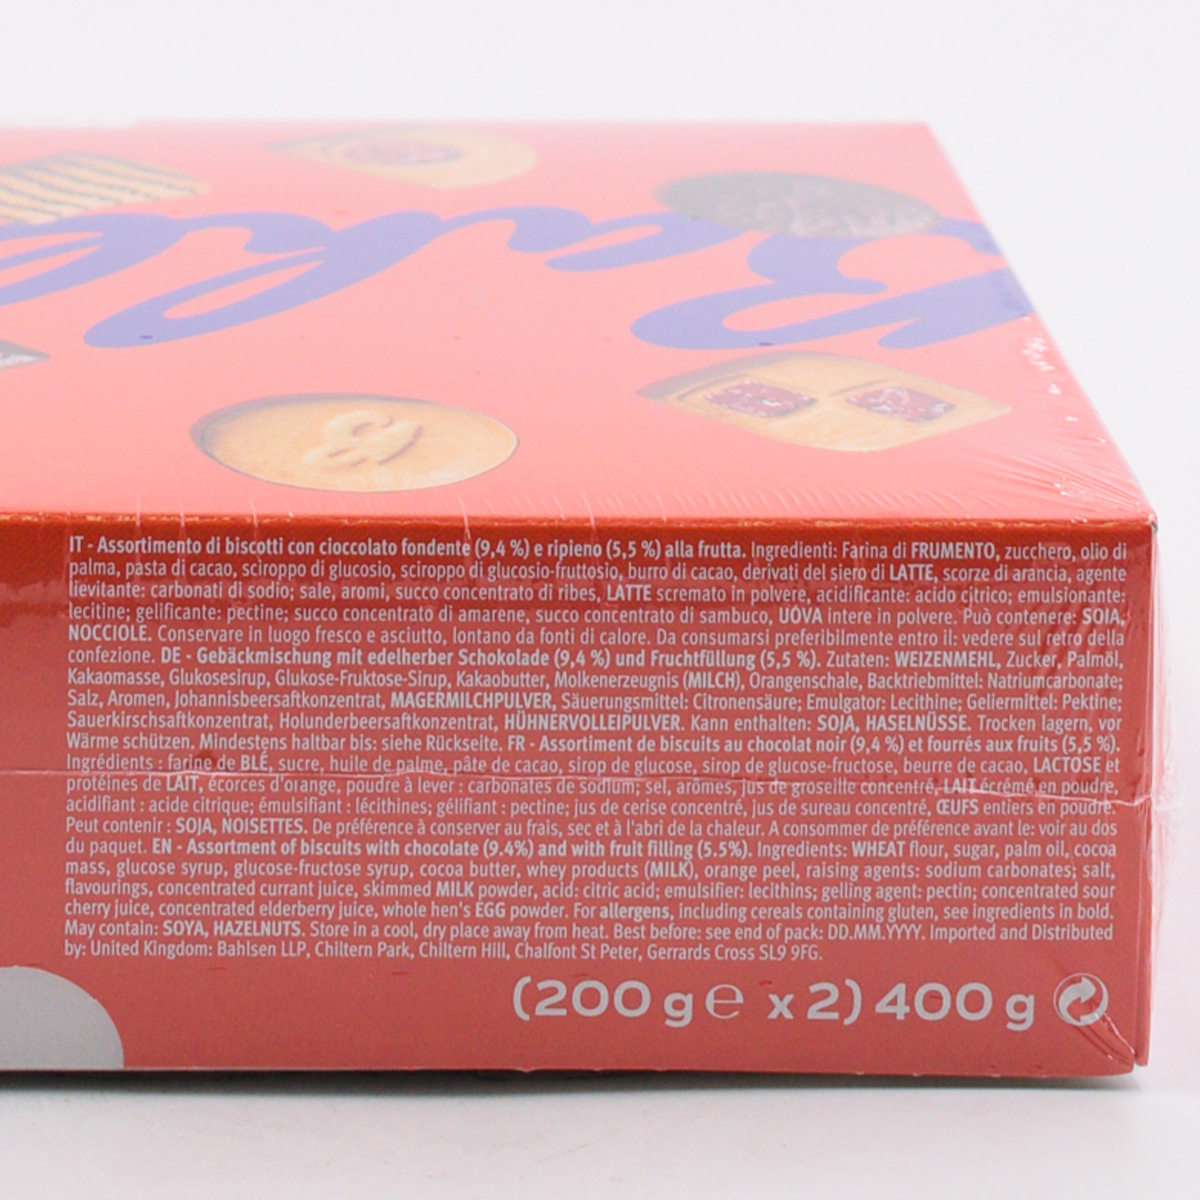 IT - Assortimento di biscotti con cioccolato fondente (9,4 %) e ripieno (5,5 %) alla frutta. Ingredienti: Farina di FRUMENTO, zucchero, olio di
palma, pasta di cacao, sciroppo di glucosio, sciroppo di glucosio-fruttosio, burro di cacao, derivati del siero di LATTE, scorze di arancia, agente
lievitante: carbonati di sodio; sale, aromi, succo concentrato di ribes, LATTE scremato in polvere, acidificante: acido citrico; emulsionante:
lecitine; gelificante: pectine; succo concentrato di amarene, succo concentrato di sambuco, UOVA intere in polvere. Può contenere: SOIA,
NOCCIOLE. Conservare in luogo fresco e asciutto, lontano da fonti di calore. Da consumarsi preferibilmente entro il: vedere sul retro della
confezione. DE - Gebäckmischung mit edelherber Schokolade (9,4 %) und Fruchtfüllung (5,5 %). Zutaten: WEIZENMEHL, Zucker, Palmöl,
Kakaomasse, Glukosesirup, Glukose-Fruktose-Sirup, Kakaobutter, Molkenerzeugnis (MILCH), Orangenschale, Backtriebmittel: Natriumcarbonate;
Salz, Aromen, Johannisbeersaftkonzentrat, MAGERMILCHPULVER, Säuerungsmittel: Citronensäure; Emulgator: Lecithine; Geliermittel: Pektine;
Sauerkirschsaftkonzentrat, Holunderbeersaftkonzentrat, HÜHNERVOLLEIPULVER. Kann enthalten: SOJA, HASELNÜSSE. Trocken lagern, vor
Wärme schützen. Mindestens haltbar bis: siehe Rückseite. FR - Assortiment de biscuits au chocolat noir (9,4 %) et fourrés aux fruits (5,5 %).
Ingrédients : farine de BLÉ, sucre, huile de palme, pâte de cacao, sirop de glucose, sirop de glucose-fructose, beurre de cacao, LACTOSE et
protéines de LAIT, écorces d'orange, poudre à lever : carbonates de sodium; sel, arômes, jus de groseille concentré, LAIT écrémé en poudre,
acidifiant : acide citrique; émulsifiant : lécithines; gélifiant : pectine; jus de cerise concentré, jus de sureau concentré, ŒUFS entiers en poudre.
Peut contenir : SOJA, NOISETTES. De préférence à conserver au frais, sec et à l'abri de la chaleur. A consommer de préférence avant le: voir au dos
du paquet. EN - Assortment of biscuits with chocolate (9.4%) and with fruit filling (5.5%). Ingredients: WHEAT flour, sugar, palm oil, cocoa
mass, glucose syrup, glucose-fructose syrup, cocoa butter, whey products (MILK), orange peel, raising agents: sodium carbonates; salt,
flavourings, concentrated currant juice, skimmed MILK powder, acid: citric acid; emulsifier: lecithins; gelling agent: pectin; concentrated sour
cherry juice, concentrated elderberry juice, whole hen's EGG powder. For allergens, including cereals containing gluten, see ingredients in bold.
May contain: SOYA, HAZELNUTS. Store in a cool, dry place away from heat. Best before: see end of pack: DD.MM.YYYY. Imported and Distributed
by: United Kingdom: Bahlsen LLP, Chiltern Park, Chiltern Hill, Chalfont St Peter, Gerrards Cross SL9 9FG.
(200 g e x 2) 400 g